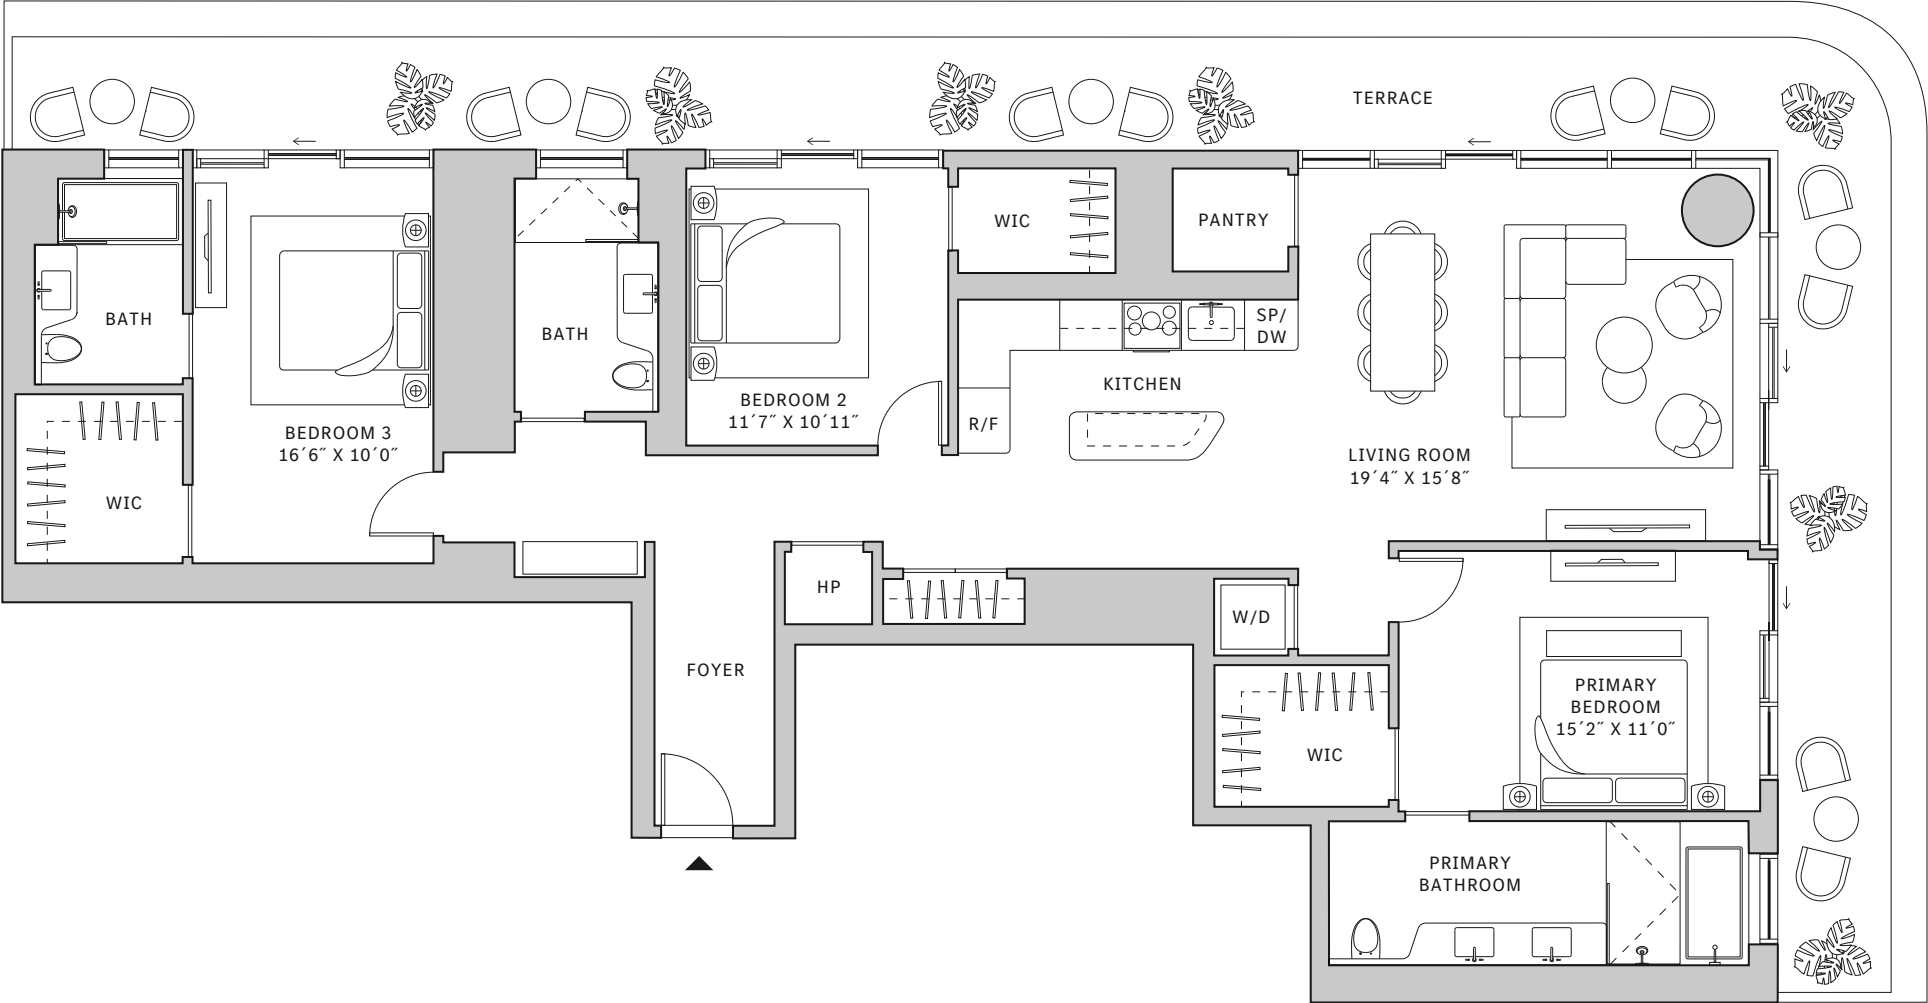 TERRACE
WIC
PANTRY
BATH
BATH
SP/
DW
KITCHEN
BEDROOM 2
11´7˝ X 10´11˝
R/F
BEDROOM 3
16´6˝ X 10´0˝
LIVING ROOM
19´4˝ X 15´8˝
WIC
HP
W/D
FOYER
PRIMARY
BEDROOM
15´2˝ X 11´0˝
WIC
PRIMARY
BATHROOM